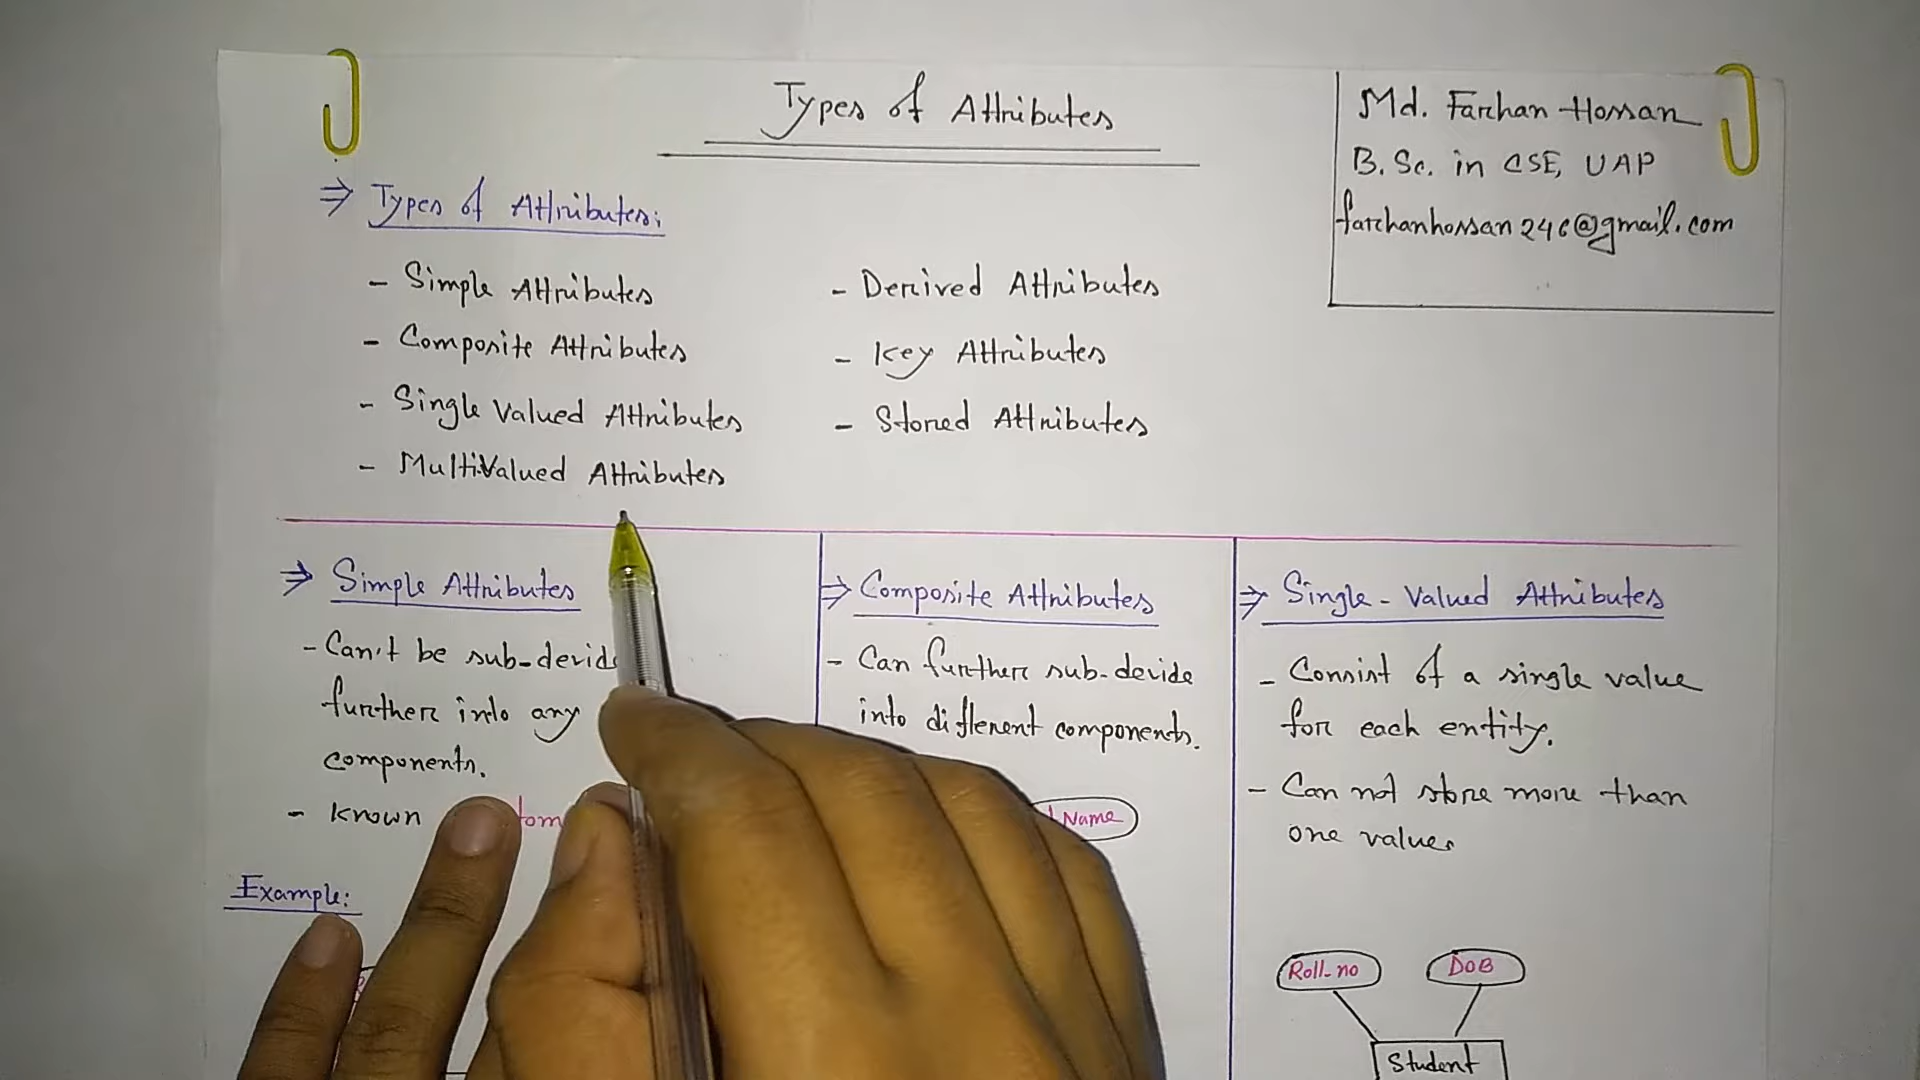 Types of Attributes
Md. Farhan Hossan
B.Sc. in CSE, UAP
farhanhossan246@gmail.com
⇒ Types of Attributes:
- Simple Attributes
- Composite Attributes
- Single Valued Attributes
- MultiValued Attributes
- Derived Attributes
- Key Attributes
- Stored Attributes
⇒ Simple Attributes
- Can't be sub-devide
further into any
components.
- Known
Example:
⇒ Composite Attributes
- Can further sub-devide
into different components.
Name
⇒ Single-Valued Attributes
- Consist of a single value
for each entity.
- Can not store more than
one value.
Roll-no
DOB
Student